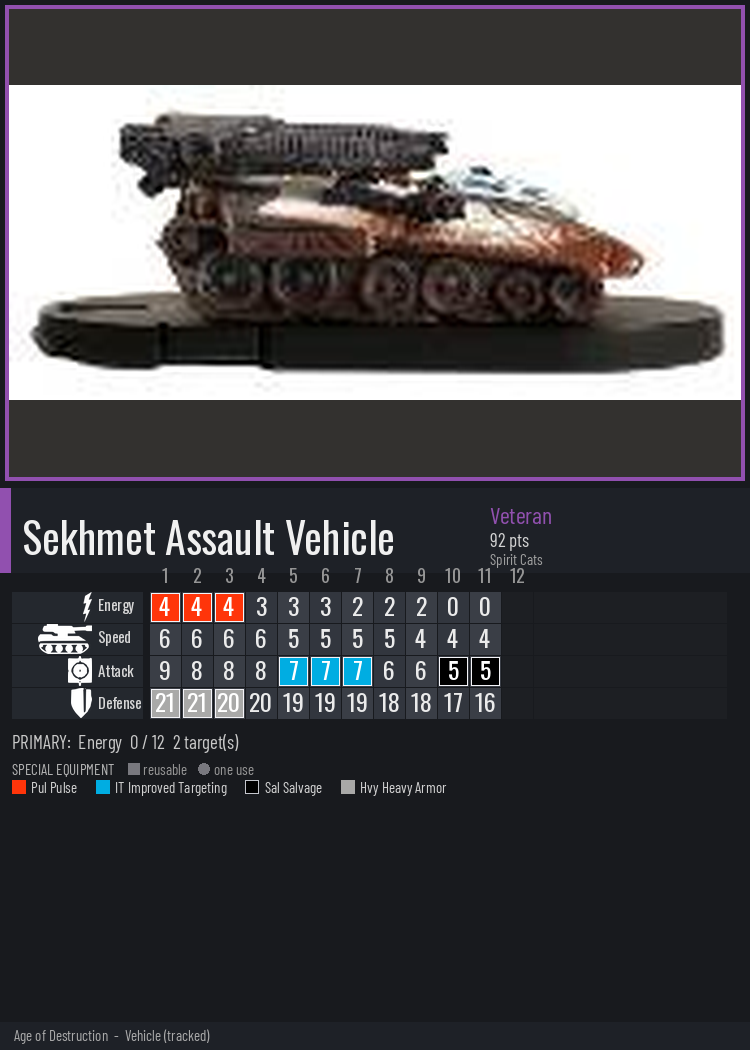 Sekhmet Assault Vehicle
Veteran
92 pts
Spirit Cats
1 2 3 4 5 6 7 8 9 10 11 12
Energy 4 4 4 3 3 3 2 2 2 0 0
Speed 6 6 6 6 5 5 5 5 4 4 4
Attack 9 8 8 8 7 7 7 6 6 5 5
Defense 21 21 20 20 19 19 19 18 18 17 16
PRIMARY: Energy 0 / 12 2 target(s)
SPECIAL EQUIPMENT reusable one use
Pul Pulse IT Improved Targeting Sal Salvage Hvy Heavy Armor
Age of Destruction - Vehicle (tracked)